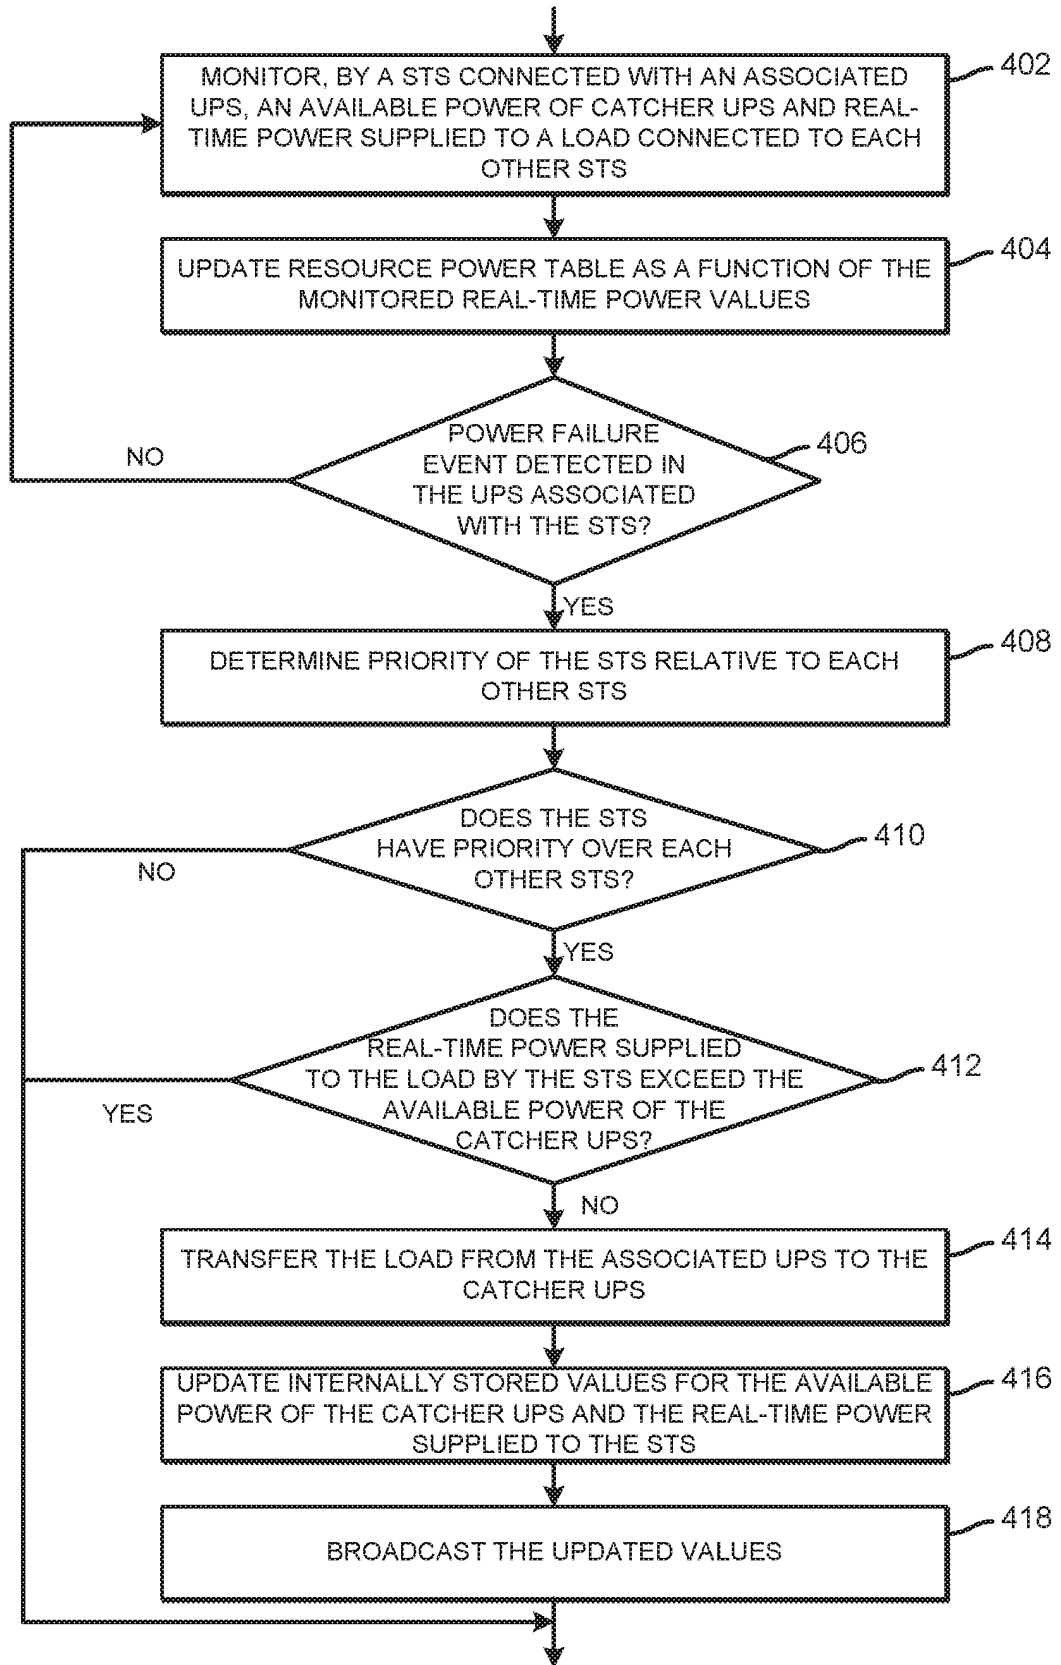 MONITOR, BY A STS CONNECTED WITH AN ASSOCIATED
UPS, AN AVAILABLE POWER OF CATCHER UPS AND REAL-
TIME POWER SUPPLIED TO A LOAD CONNECTED TO EACH
OTHER STS
402
UPDATE RESOURCE POWER TABLE AS A FUNCTION OF THE
MONITORED REAL-TIME POWER VALUES
404
POWER FAILURE
EVENT DETECTED IN
THE UPS ASSOCIATED
WITH THE STS?
406
NO
YES
DETERMINE PRIORITY OF THE STS RELATIVE TO EACH
OTHER STS
408
DOES THE STS
HAVE PRIORITY OVER EACH
OTHER STS?
410
NO
YES
DOES THE
REAL-TIME POWER SUPPLIED
TO THE LOAD BY THE STS EXCEED THE
AVAILABLE POWER OF THE
CATCHER UPS?
412
YES
NO
TRANSFER THE LOAD FROM THE ASSOCIATED UPS TO THE
CATCHER UPS
414
UPDATE INTERNALLY STORED VALUES FOR THE AVAILABLE
POWER OF THE CATCHER UPS AND THE REAL-TIME POWER
SUPPLIED TO THE STS
416
BROADCAST THE UPDATED VALUES
418